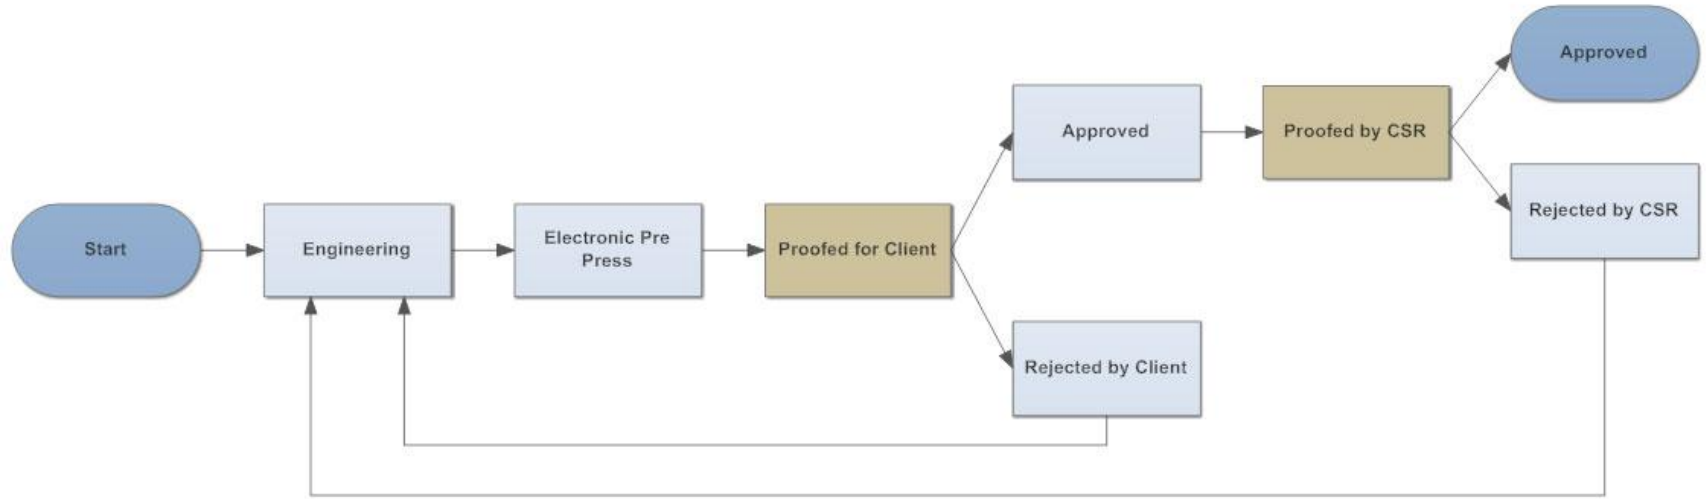 Start
Engineering
Electronic Pre
Press
Proofed for Client
Approved
Proofed by CSR
Approved
Rejected by CSR
Rejected by Client